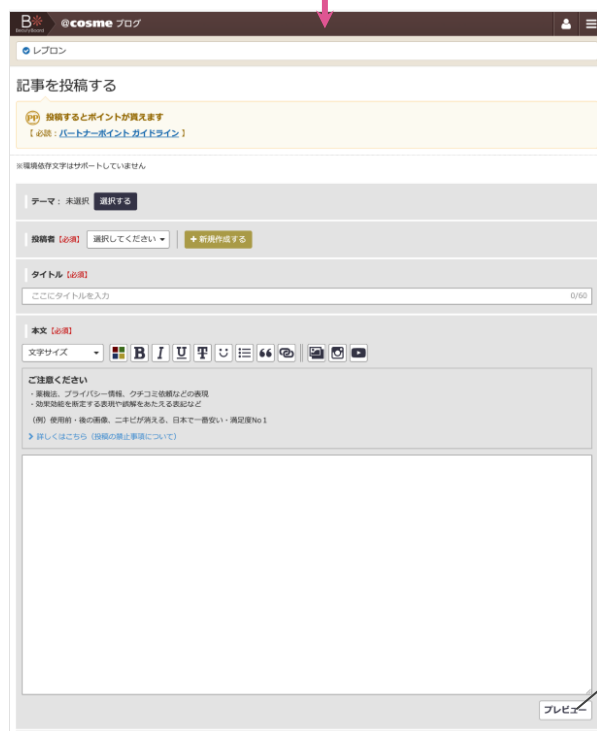 B※ @cosme ブログ
BeautyBoard
レブロン
記事を投稿する
PP 投稿するとポイントが貰えます
【 必読 : パートナーポイント ガイドライン 】
※環境依存文字はサポートしていません
テーマ : 未選択 選択する
投稿者【必須】 選択してください + 新規作成する
タイトル【必須】
ここにタイトルを入力 0/60
本文【必須】
文字サイズ B I U T
ご注意ください
・薬機法、プライバシー情報、クチコミ依頼などの表現
・効果効能を断定する表現や誤解をあたえる表記など
（例）使用前・後の画像、ニキビが消える、日本で一番安い・満足度No１
詳しくはこちら（投稿の禁止事項について）
プレビュー